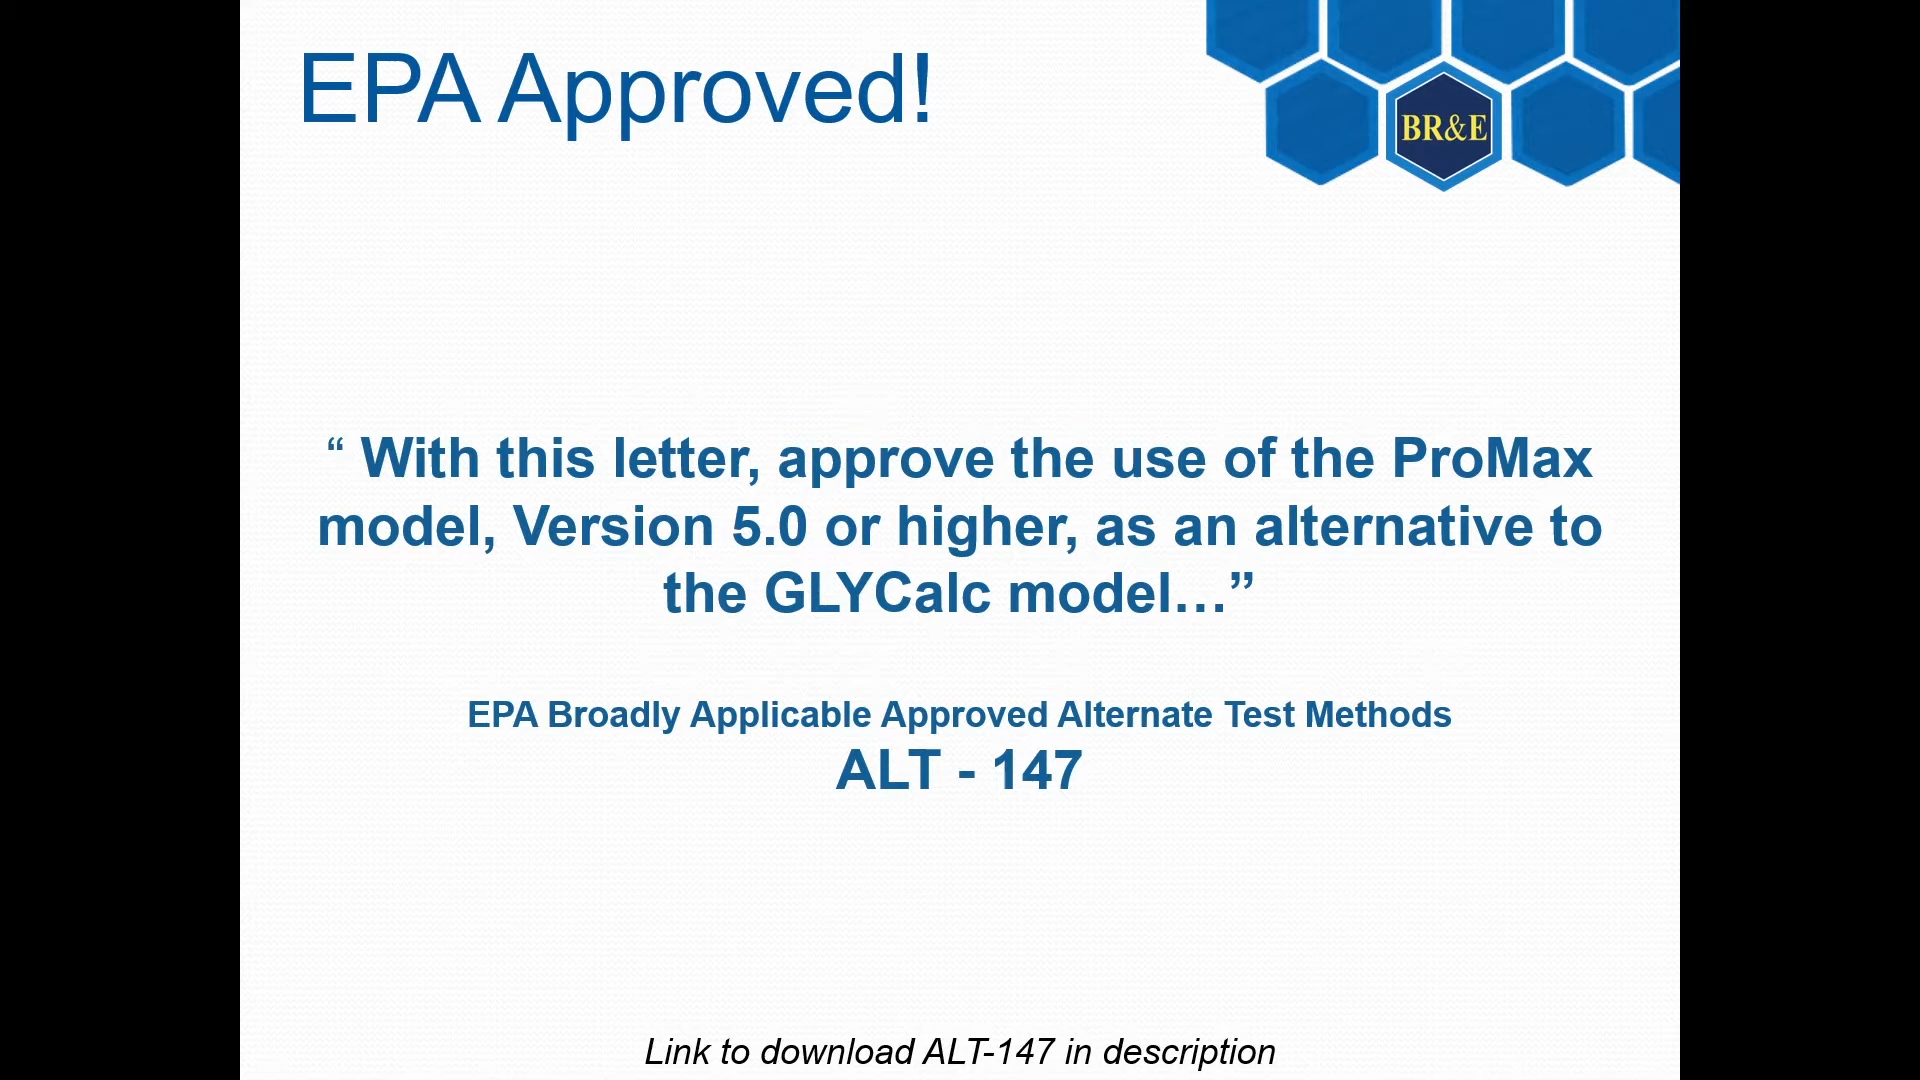 EPA Approved!
BR&E
“ With this letter, approve the use of the ProMax
model, Version 5.0 or higher, as an alternative to
the GLYCalc model…”
EPA Broadly Applicable Approved Alternate Test Methods
ALT - 147
Link to download ALT-147 in description